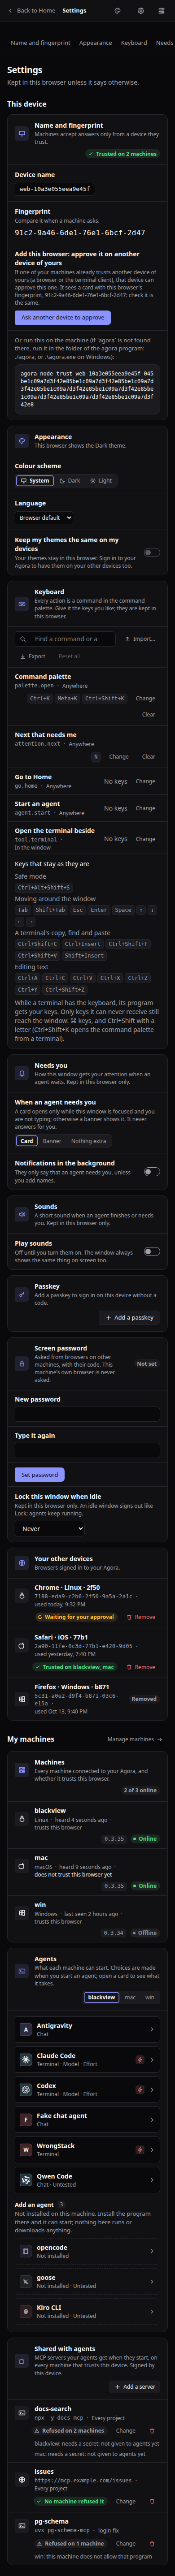 Back to Home
Settings
Name and fingerprint Appearance Keyboard Needs
Settings
Kept in this browser unless it says otherwise.
This device
Name and fingerprint
Machines accept answers only from a device they
trust.
Trusted on 2 machines
Device name
web-10a3e055eea9e45f
Fingerprint
Compare it when a machine asks.
91c2-9a46-6de1-76e1-6bcf-2d47
Add this browser: approve it on another
device of yours
If one of your machines already trusts another device of
yours (a browser or the terminal client), that device can
approve this one. It sees a card with this browser's
fingerprint, 91c2-9a46-6de1-76e1-6bcf-2d47: check it is
the same.
Ask another device to approve
Or run this on the machine (if `agora` is not found
there, run it in the folder of the agora program:
./agora, or .\agora.exe on Windows):
Appearance
This browser shows the Dark theme.
Colour scheme
System Dark Light
Language
Browser default
Keep my themes the same on my
devices
Your themes stay in this browser. Sign in to your
Agora to have them on your other devices too.
Keyboard
Every action is a command in the command
palette. Give it the keys you like; they are kept in
this browser.
Find a command or a
Import...
Export Reset all
Command palette
palette.open · Anywhere
Ctrl+K Meta+K Ctrl+Shift+K Change
Clear
Next that needs me
attention.next · Anywhere
N Change Clear
Go to Home
go.home · Anywhere
No keys Change
Start an agent
agent.start · Anywhere
No keys Change
Open the terminal beside
tool.terminal ·
In the window
No keys Change
Keys that stay as they are
Safe mode
Ctrl+Alt+Shift+S
Moving around the window
Tab Shift+Tab Esc Enter Space ↑ ↓
← →
A terminal's copy, find and paste
Ctrl+Shift+C Ctrl+Insert Ctrl+Shift+F
Ctrl+Shift+V Shift+Insert
Editing text
Ctrl+A Ctrl+C Ctrl+V Ctrl+X Ctrl+Z
Ctrl+Y Ctrl+Shift+Z
While a terminal has the keyboard, its program
gets your keys. Only keys it can never receive still
reach the window: ⌘ keys, and Ctrl+Shift with a
letter (Ctrl+Shift+K opens the command palette
from a terminal).
Needs you
How this window gets your attention when an
agent waits. Kept in this browser only.
When an agent needs you
A card opens only while this window is focused and you
are not typing; otherwise a banner shows. It never
answers for you.
Card Banner Nothing extra
Notifications in the background
They only say that an agent needs you, unless
you allow names.
Sounds
A short sound when an agent finishes or needs
you. Kept in this browser only.
Play sounds
Off until you turn them on. The window always
shows the same thing on screen too.
Passkey
Add a passkey to sign in on this device without a
code.
Add a passkey
Screen password
Asked from browsers on other
machines, with their code. This
machine's own browser is never
asked.
Not set
New password
Type it again
Set password
Lock this window when idle
Kept in this browser only. An idle window signs out like
Lock; agents keep running.
Never
Your other devices
Browsers signed in to your Agora.
Chrome · Linux · 2f50
used today, 9:32 PM
Waiting for your approval
Remove
Safari · iOS · 77b1
used yesterday, 7:40 PM
Trusted on blackview, mac
Remove
Firefox · Windows · b871
Removed
used Oct 13, 9:40 PM
My machines
Manage machines →
Machines
Every machine connected to your Agora, and
whether it trusts this browser.
2 of 3 online
blackview
Linux · heard 4 seconds ago ·
trusts this browser
0.3.35 Online
mac
macOS · heard 9 seconds ago ·
does not trust this browser yet
0.3.35 Online
win
Windows · last seen 2 hours ago ·
trusts this browser
0.3.34 Offline
Agents
What each machine can start. Choices are made
when you start an agent; open a card to see what
it takes.
blackview mac win
A
Antigravity
Chat
Claude Code
Terminal · Model · Effort
Codex
Terminal · Model · Effort
F
Fake chat agent
Chat
W
WrongStack
Terminal
Qwen Code
Chat · Untested
Add an agent 3
Not installed on this machine. Install the program
there and it can start; nothing here runs or
downloads anything.
opencode
Not installed
goose
Not installed · Untested
Kiro CLI
Not installed · Untested
Shared with agents
MCP servers your agents get when they start, on
every machine that trusts this device. Signed by
this device.
Add a server
docs-search
npx -y docs-mcp · Every project
Refused on 2 machines
Change
blackview: needs a secret: not given to agents yet
mac: needs a secret: not given to agents yet
issues
https://mcp.example.com/issues ·
Every project
No machine refused it
Change
pg-schema
uvx pg-schema-mcp · login-fix
Refused on 1 machine
Change
win: this machine does not allow that program